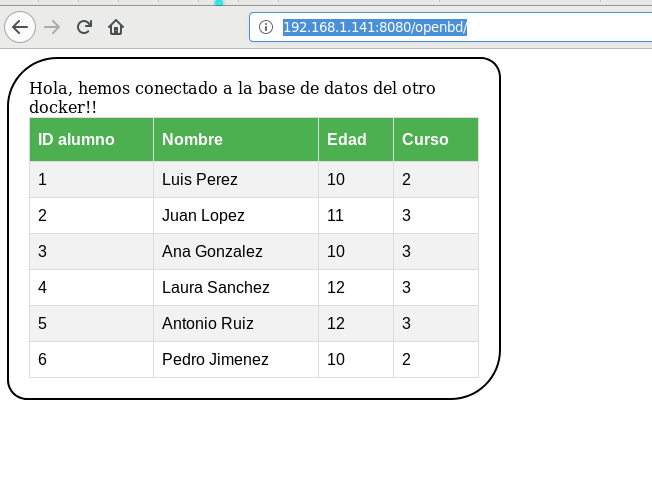 192.168.1.141:8080/openbd/
Hola, hemos conectado a la base de datos del otro
docker!!
ID alumno Nombre Edad Curso
1 Luis Perez 10 2
2 Juan Lopez 11 3
3 Ana Gonzalez 10 3
4 Laura Sanchez 12 3
5 Antonio Ruiz 12 3
6 Pedro Jimenez 10 2